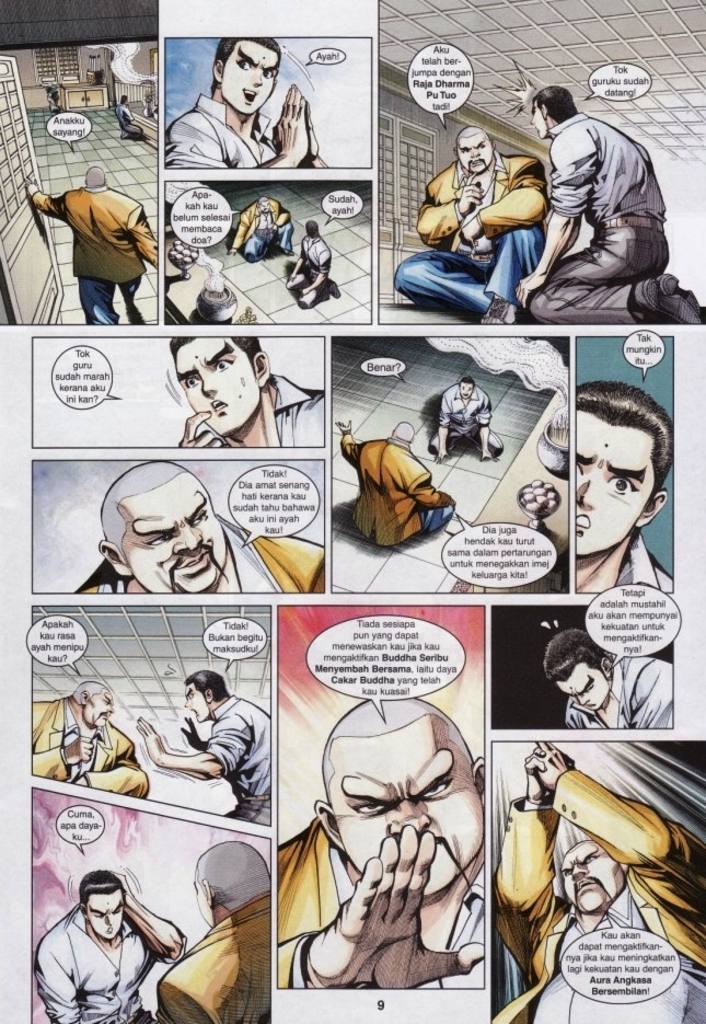 Anakku
sayang!
Ayah!
Apa-
kah kau
belum selesai
membaca
doa?
Sudah,
ayah!
Aku
telah ber-
jumpa dengan
Raja Dharma
Pu Tuo
tadi!
Tok
guruku sudah
datang!
Tok
guru
sudah marah
kerana aku
ini kan?
Tidak!
Dia amat senang
hati kerana kau
sudah tahu bahawa
aku ini ayah
kau!
Benar?
Dia juga
hendak kau turut
sama dalam pertarungan
untuk menegakkan imej
keluarga kita!
Tak
mungkin
itu...
Apakah
kau rasa
ayah menipu
kau?
Tidak!
Bukan begitu
maksudku!
Cuma,
apa daya-
ku...
Tiada sesiapa
pun yang dapat
menewaskan kau jika kau
mengaktifkan Buddha Seribu
Menyembah Bersama, iaitu daya
Cakar Buddha yang telah
kau kuasai!
Tetapi
adalah mustahil
aku akan mempunyai
kekuatan untuk
mengaktifkan-
nya!
Kau akan
dapat mengaktifkan-
nya jika kau meningkatkan
lagi kekuatan kau dengan
Aura Angkasa
Bersembilan!
9